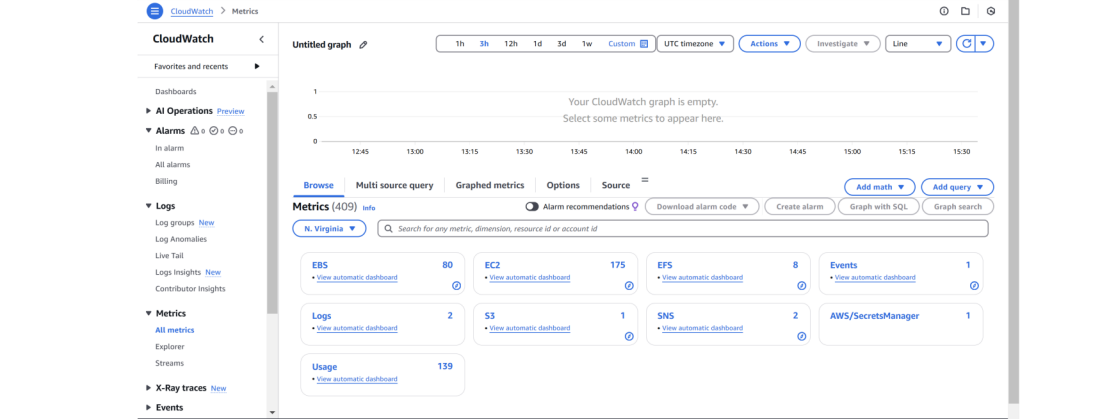 CloudWatch > Metrics
CloudWatch
Favorites and recents
Dashboards
AI Operations Preview
Alarms 0 0 0
In alarm
All alarms
Billing
Logs
Log groups New
Log Anomalies
Live Tail
Logs Insights New
Contributor Insights
Metrics
All metrics
Explorer
Streams
X-Ray traces New
Events
Untitled graph
1h 3h 12h 1d 3d 1w Custom UTC timezone Actions Investigate Line
1
0.5
0
Your CloudWatch graph is empty.
Select some metrics to appear here.
12:45 13:00 13:15 13:30 13:45 14:00 14:15 14:30 14:45 15:00 15:15 15:30
Browse Multi source query Graphed metrics Options Source Add math Add query
Metrics (409) Info Alarm recommendations Download alarm code Create alarm Graph with SQL Graph search
N. Virginia Search for any metric, dimension, resource id or account id
EBS 80 EC2 175 EFS 8 Events 1
• View automatic dashboard • View automatic dashboard • View automatic dashboard • View automatic dashboard
Logs 2 S3 1 SNS 2 AWS/SecretsManager 1
• View automatic dashboard • View automatic dashboard • View automatic dashboard
Usage 139
• View automatic dashboard